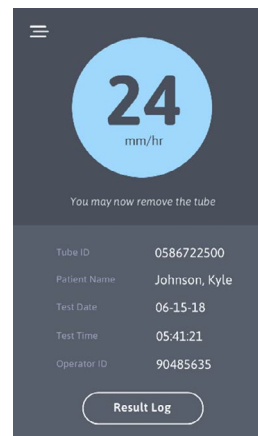 24
mm/hr
You may now remove the tube
Tube ID 0586722500
Patient Name Johnson, Kyle
Test Date 06-15-18
Test Time 05:41:21
Operator ID 90485635
Result Log